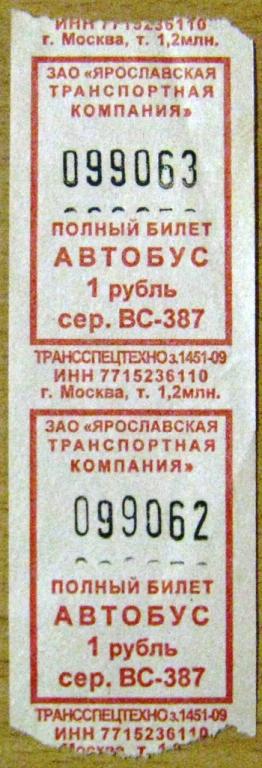 ИНН 7715236110
г. Москва, т. 1,2млн.
ЗАО «ЯРОСЛАВСКАЯ
ТРАНСПОРТНАЯ
КОМПАНИЯ»
099063
ПОЛНЫЙ БИЛЕТ
АВТОБУС
1 рубль
сер. ВС-387
ТРАНССПЕЦТЕХНО з.1451-09
ИНН 7715236110
г. Москва, т. 1,2млн.
ЗАО «ЯРОСЛАВСКАЯ
ТРАНСПОРТНАЯ
КОМПАНИЯ»
099062
ПОЛНЫЙ БИЛЕТ
АВТОБУС
1 рубль
сер. ВС-387
ТРАНССПЕЦТЕХНО з.1451-09